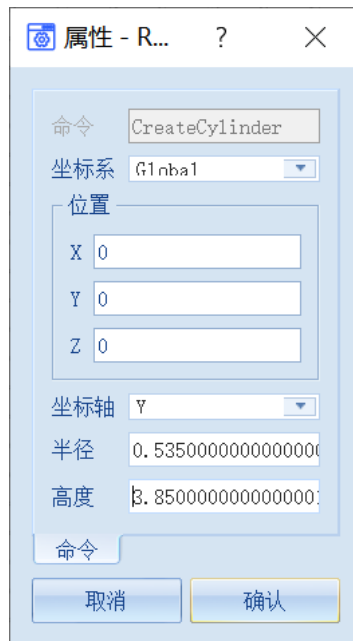 属性 - R... ?
命令 CreateCylinder
坐标系 Global
位置
X 0
Y 0
Z 0
坐标轴 Y
半径 0.535000000000000
高度 3.850000000000001
命令
取消 确认